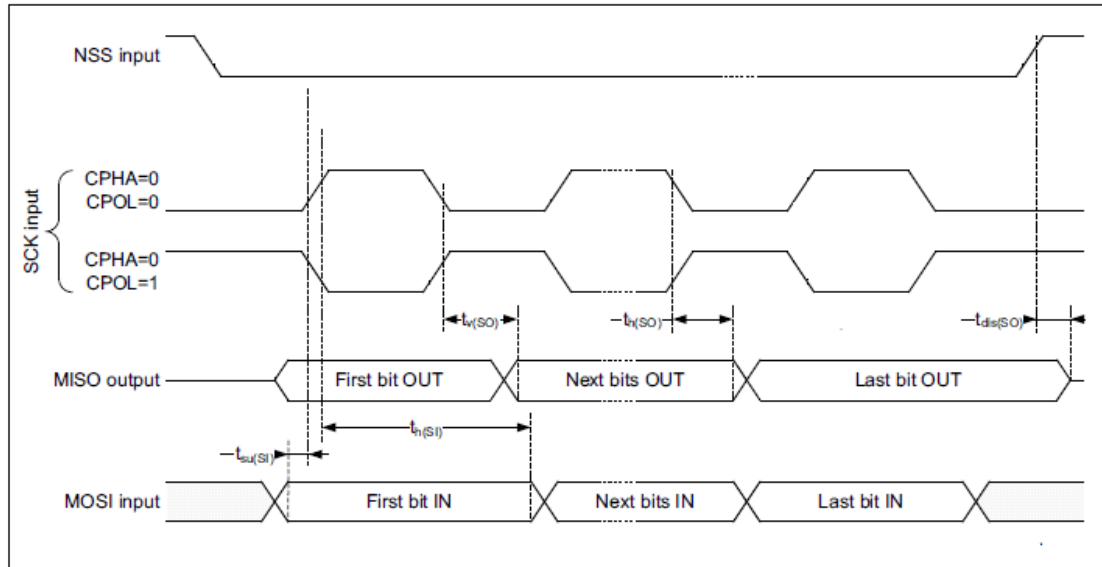 NSS input
SCK input
CPHA=0
CPOL=0
CPHA=0
CPOL=1
tv(SO)
th(SO)
tdis(SO)
MISO output
First bit OUT
Next bits OUT
Last bit OUT
th(SI)
tsu(SI)
MOSI input
First bit IN
Next bits IN
Last bit IN